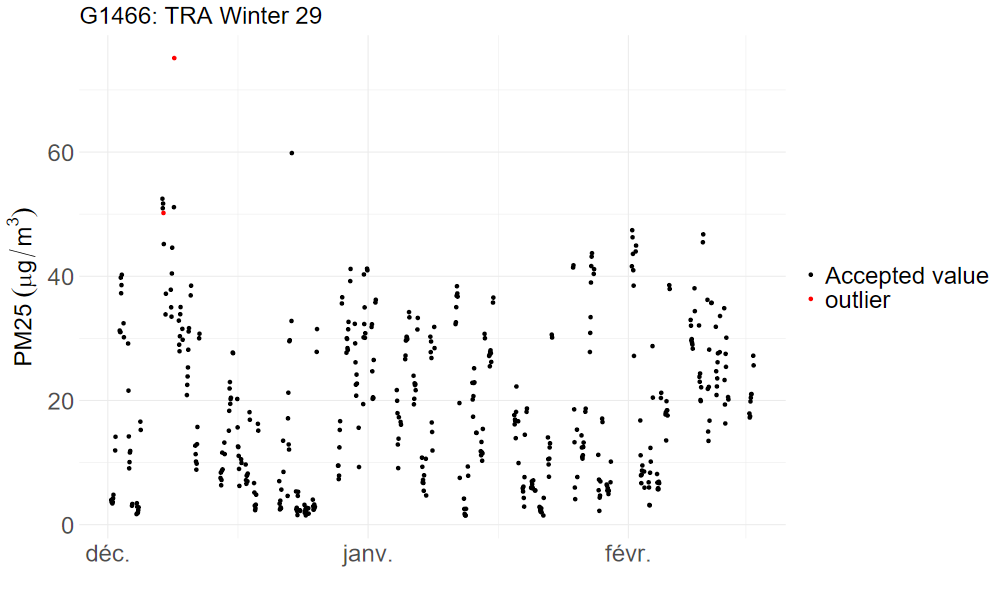 G1466: TRA Winter 29
PM25 (μg/m³)
60
40
20
0
déc.
janv.
févr.
Accepted value
outlier